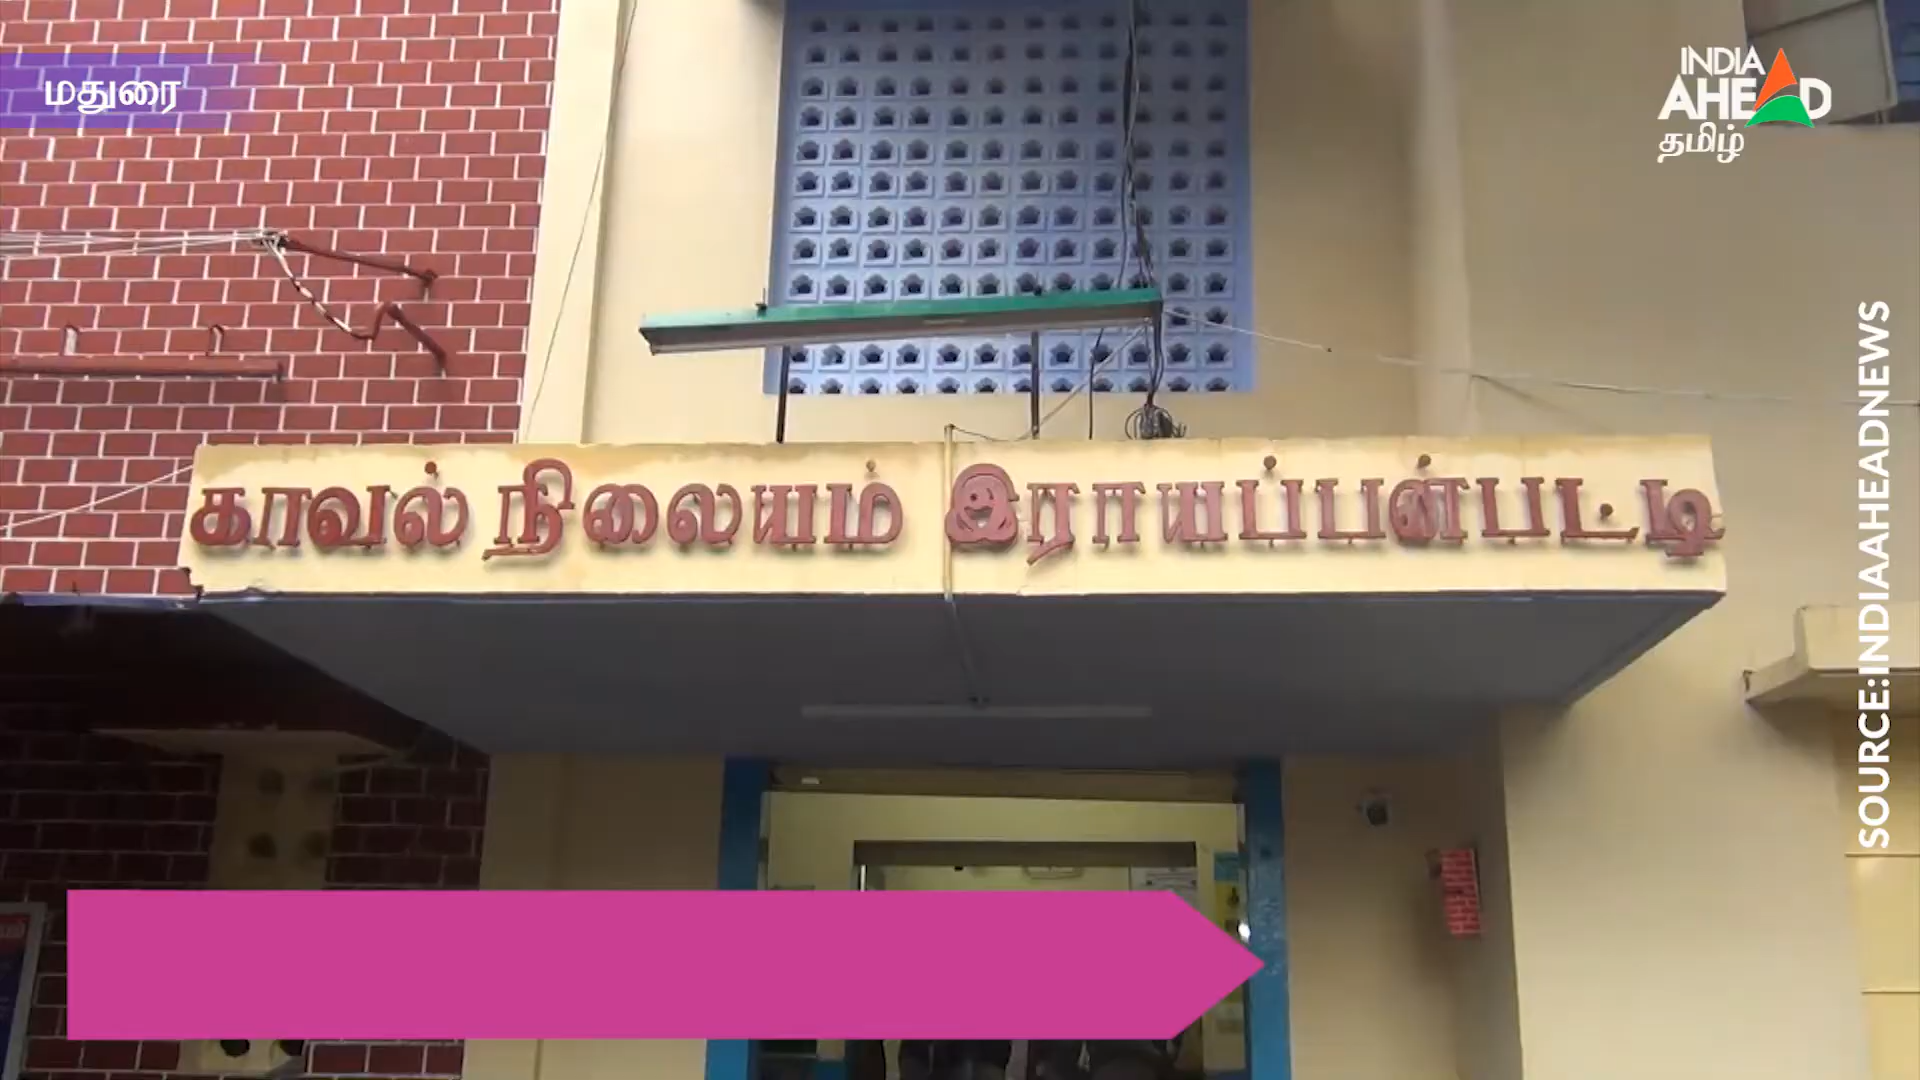 மதுரை
INDIA
AHEAD
தமிழ்
காவல் நிலையம் இராயப்பன்பட்டி
SOURCE:INDIAAHEADNEWS